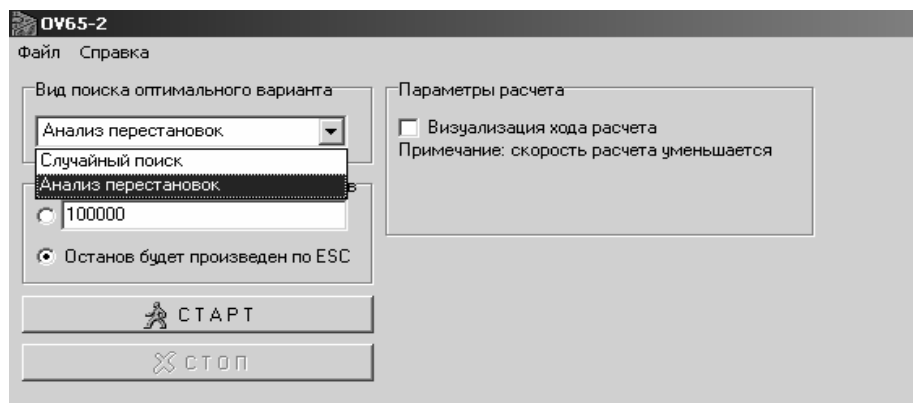 OV65-2
Файл Справка
Вид поиска оптимального варианта
Анализ перестановок
Случайный поиск
Анализ перестановок
100000
Останов будет произведен по ESC
СТАРТ
СТОП
Параметры расчета
Визуализация хода расчета
Примечание: скорость расчета уменьшается